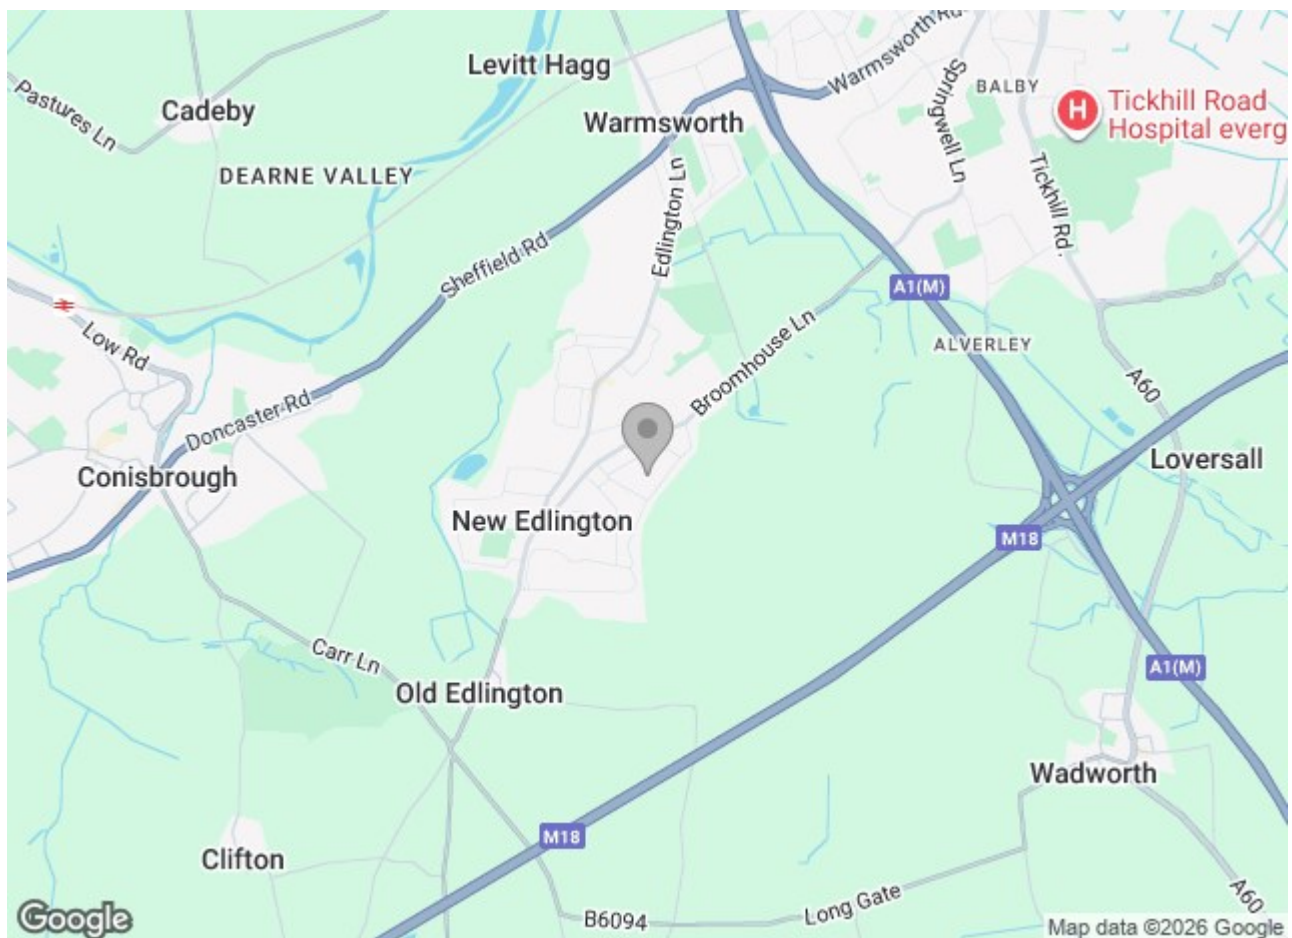 Warmsworth Rd
Levitt Hagg
BALBY
Pastures Ln
Cadeby
Springwell Ln
H
Tickhill Road
Hospital everg
Warmsworth
DEARNE VALLEY
Edlington Ln
Tickhill Rd.
Sheffield Rd
A1(M)
Low Rd
Broomhouse Ln
ALVERLEY
A60
Doncaster Rd
Conisbrough
Loversall
New Edlington
M18
Carr Ln
Old Edlington
A1(M)
Wadworth
M18
Clifton
Long Gate
A60
B6094
Google
Map data ©2026 Google